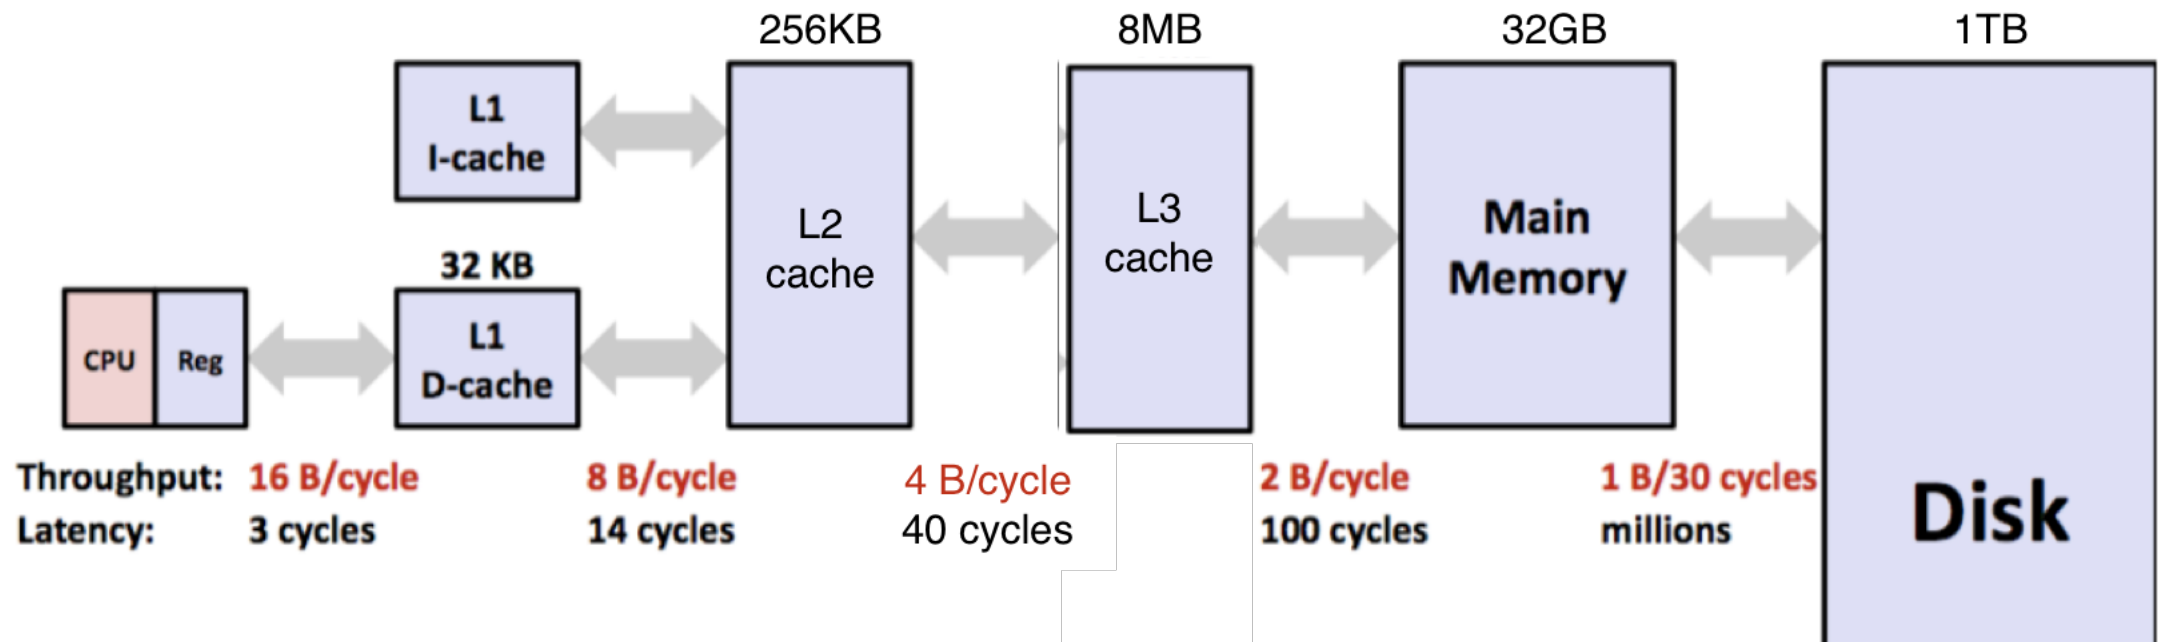 256KB
8MB
32GB
1TB
L1
I-cache
L2
cache
L3
cache
Main
Memory
32 KB
CPU
Reg
L1
D-cache
Disk
Throughput: 16 B/cycle 8 B/cycle 4 B/cycle 2 B/cycle 1 B/30 cycles
Latency: 3 cycles 14 cycles 40 cycles 100 cycles millions